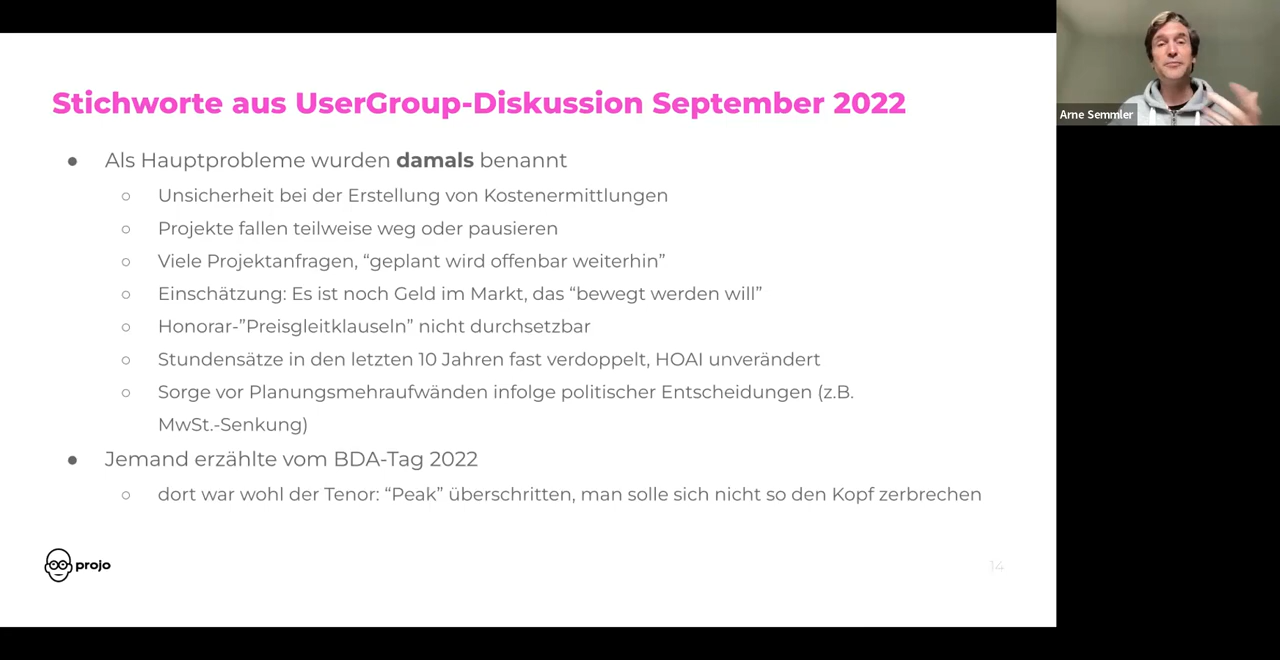 Stichworte aus UserGroup-Diskussion September 2022
● Als Hauptprobleme wurden damals benannt
○ Unsicherheit bei der Erstellung von Kostenermittlungen
○ Projekte fallen teilweise weg oder pausieren
○ Viele Projektanfragen, “geplant wird offenbar weiterhin”
○ Einschätzung: Es ist noch Geld im Markt, das “bewegt werden will”
○ Honorar-”Preisgleitklauseln” nicht durchsetzbar
○ Stundensätze in den letzten 10 Jahren fast verdoppelt, HOAI unverändert
○ Sorge vor Planungsmehraufwänden infolge politischer Entscheidungen (z.B.
MwSt.-Senkung)
● Jemand erzählte vom BDA-Tag 2022
○ dort war wohl der Tenor: “Peak” überschritten, man solle sich nicht so den Kopf zerbrechen
projo
14
Arne Semmler